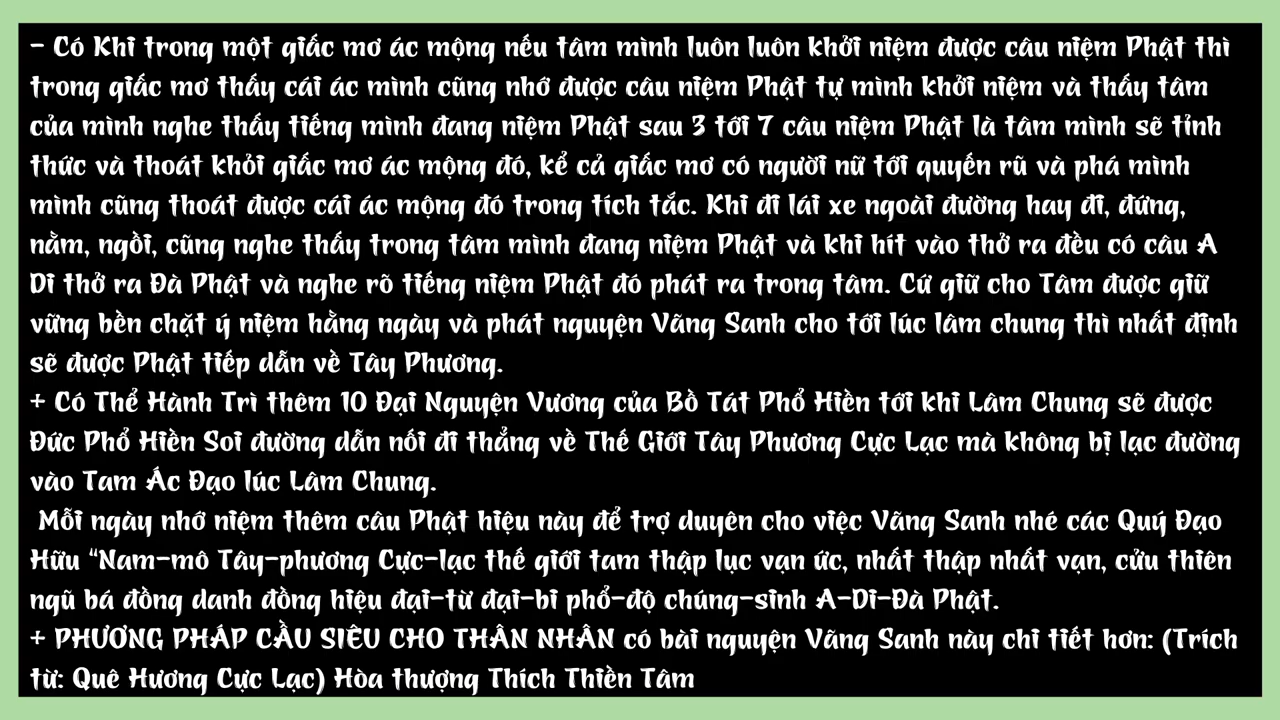 - Có Khi trong một giấc mơ ác mộng nếu tâm mình luôn luôn khởi niệm được câu niệm Phật thì
trong giấc mơ thấy cái ác mình cũng nhớ được câu niệm Phật tự mình khởi niệm và thấy tâm
của mình nghe thấy tiếng mình đang niệm Phật sau 3 tới 7 câu niệm Phật là tâm mình sẽ tỉnh
thức và thoát khỏi giấc mơ ác mộng đó, kể cả giấc mơ có người nữ tới quyến rũ và phá mình
mình cũng thoát được cái ác mộng đó trong tích tắc. Khi đi lái xe ngoài đường hay đi, đứng,
nằm, ngồi, cũng nghe thấy trong tâm mình đang niệm Phật và khi hít vào thở ra đều có câu A
Di thở ra Đà Phật và nghe rõ tiếng niệm Phật đó phát ra trong tâm. Cứ giữ cho Tâm được giữ
vững bền chặt ý niệm hằng ngày và phát nguyện Vãng Sanh cho tới lúc lâm chung thì nhất định
sẽ được Phật tiếp dẫn về Tây Phương.
+ Có Thể Hành Trì thêm 10 Đại Nguyện Vương của Bồ Tát Phổ Hiền tới khi Lâm Chung sẽ được
Đức Phổ Hiền Soi đường dẫn nối đi thẳng về Thế Giới Tây Phương Cực Lạc mà không bị lạc đường
vào Tam Ác Đạo lúc Lâm Chung.
Mỗi ngày nhớ niệm thêm câu Phật hiệu này để trợ duyên cho việc Vãng Sanh nhé các Quý Đạo
Hữu “Nam-mô Tây-phương Cực-lạc thế giới tam thập lục vạn ức, nhất thập nhất vạn, cửu thiên
ngũ bá đồng danh đồng hiệu đại-từ đại-bi phổ-độ chúng-sinh A-Di-Đà Phật.
+ PHƯƠNG PHÁP CẦU SIÊU CHO THÂN NHÂN có bài nguyện Vãng Sanh này chi tiết hơn: (Trích
từ: Quê Hương Cực Lạc) Hòa thượng Thích Thiền Tâm